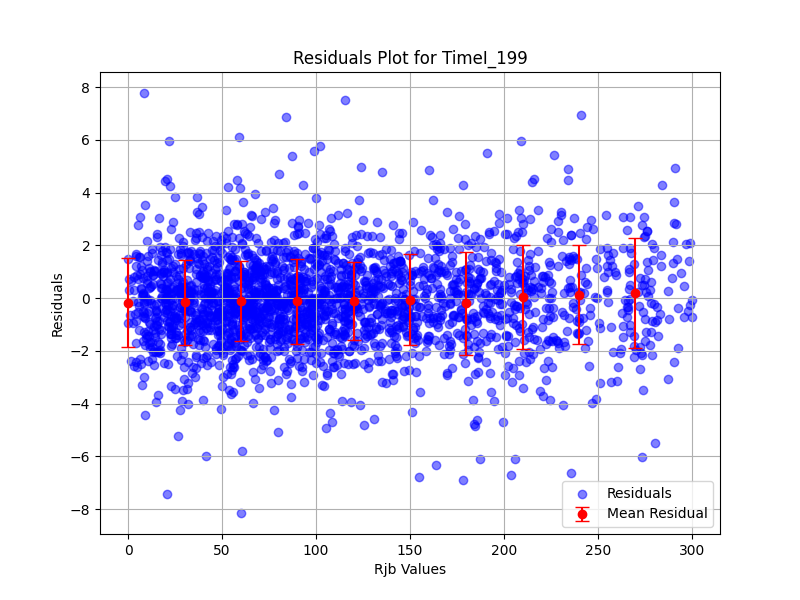 Residuals Plot for TimeI_199
Residuals
8
6
4
2
0
−2
−4
−6
−8
0 50 100 150 200 250 300
Rjb Values
Residuals
Mean Residual